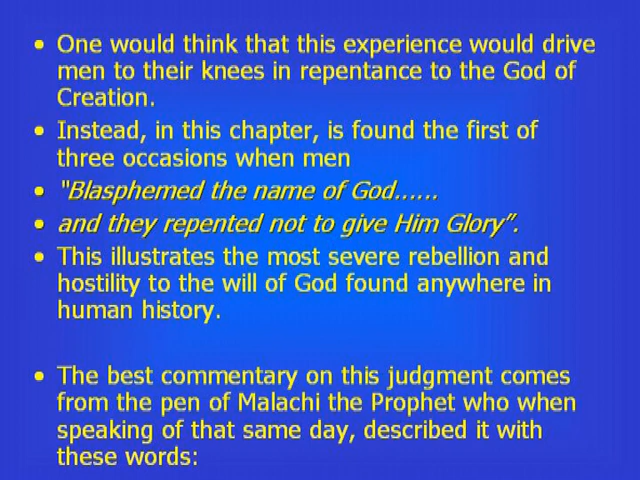 • One would think that this experience would drive
men to their knees in repentance to the God of
Creation.
• Instead, in this chapter, is found the first of
three occasions when men
• "Blasphemed the name of God……
• and they repented not to give Him Glory”.
• This illustrates the most severe rebellion and
hostility to the will of God found anywhere in
human history.
• The best commentary on this judgment comes
from the pen of Malachi the Prophet who when
speaking of that same day, described it with
these words: